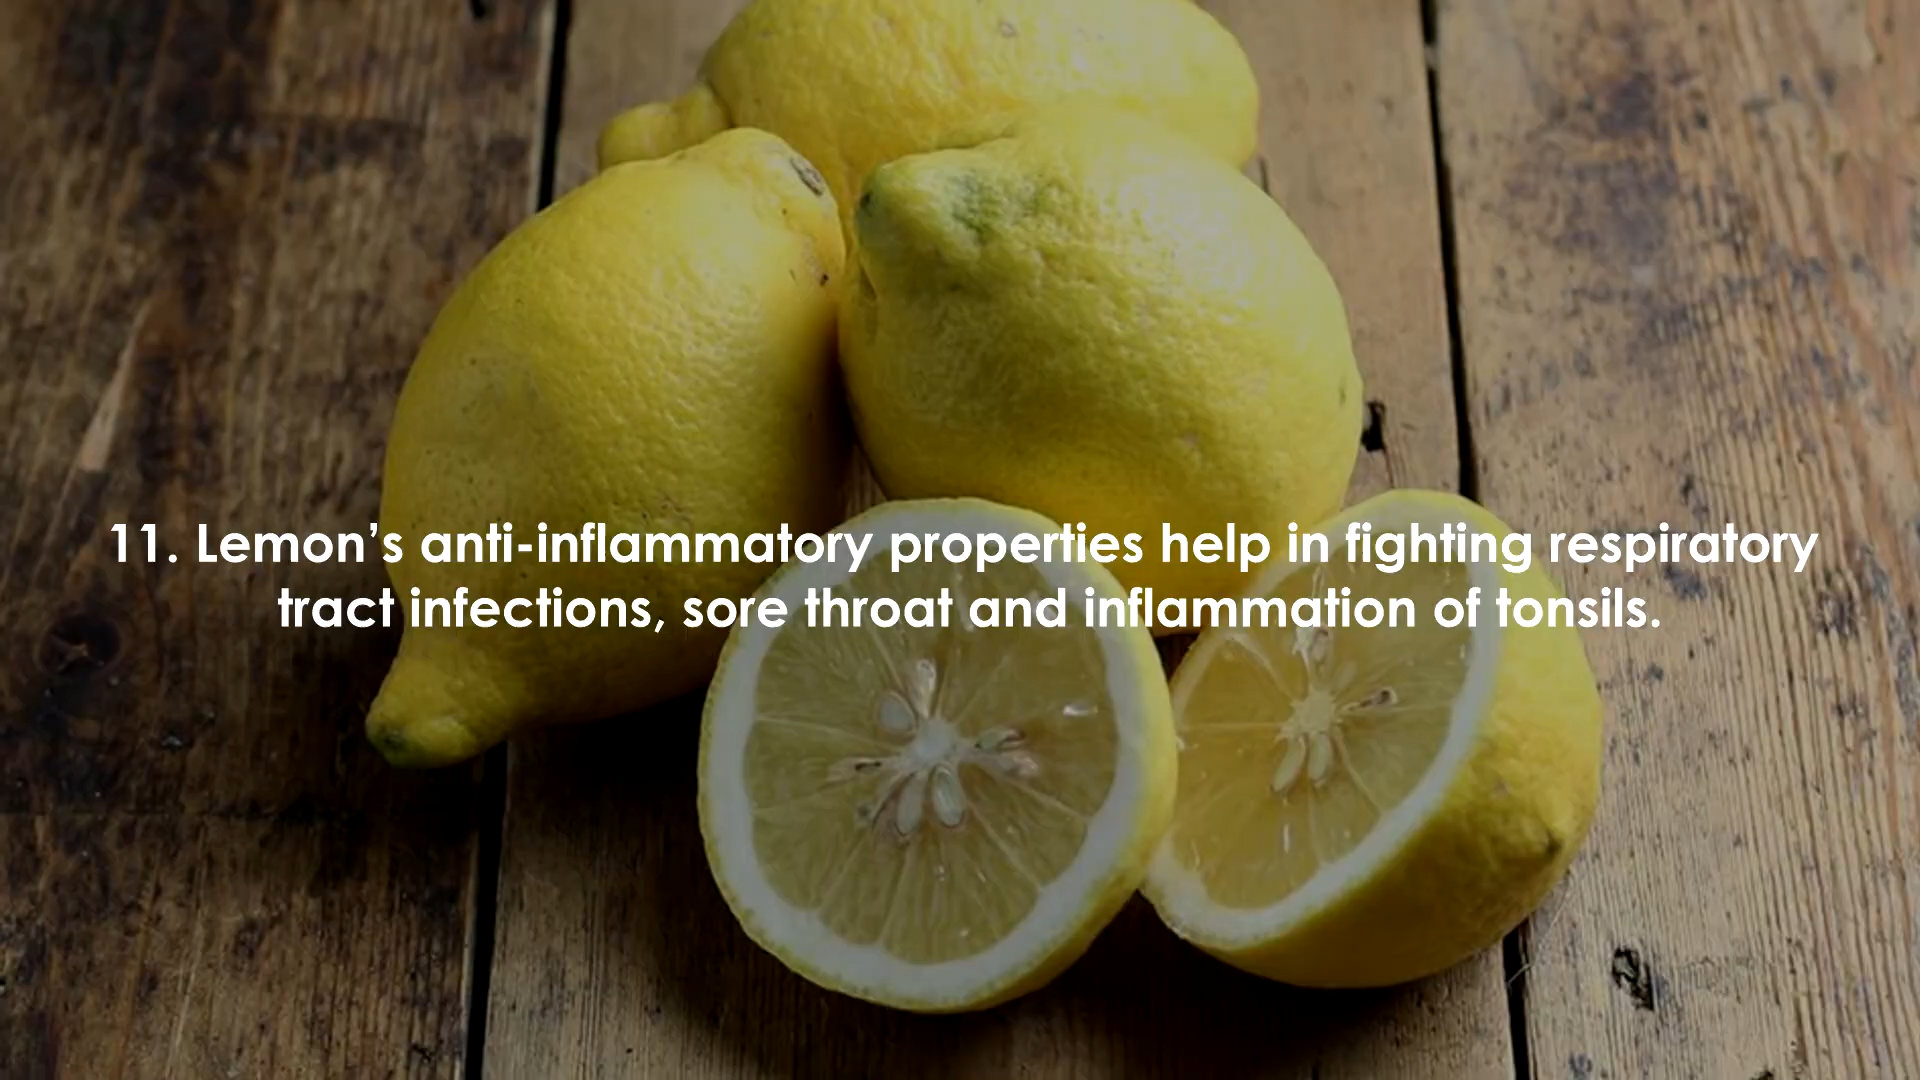 11. Lemon’s anti-inflammatory properties help in fighting respiratory
tract infections, sore throat and inflammation of tonsils.